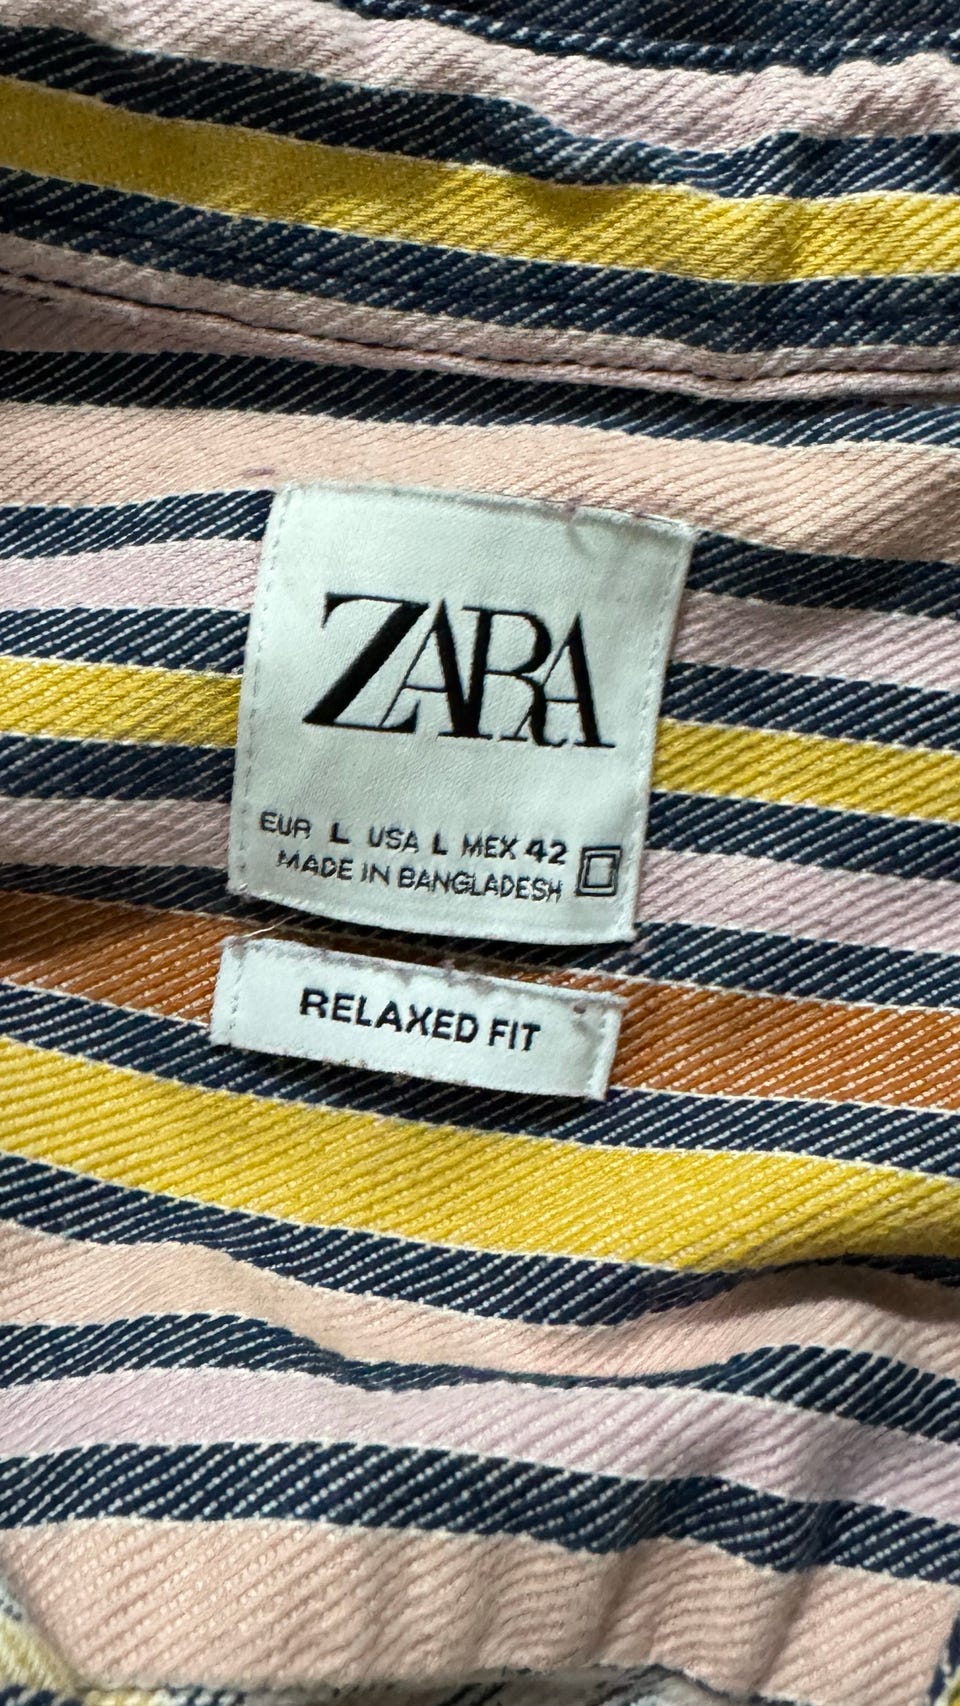 ZARA
EUR L USA L MEX 42
MADE IN BANGLADESH
RELAXED FIT